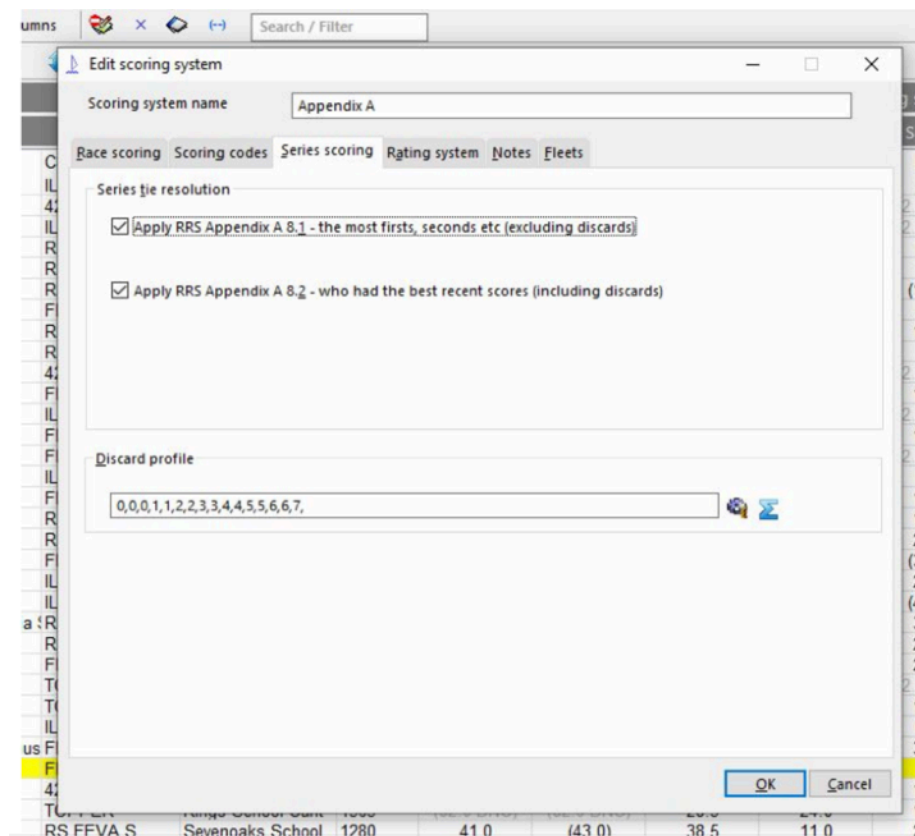 umns Search / Filter
Edit scoring system
Scoring system name Appendix A
Race scoring Scoring codes Series scoring Rating system Notes Fleets
Series tie resolution
Apply RRS Appendix A 8.1 - the most firsts, seconds etc (excluding discards)
Apply RRS Appendix A 8.2 - who had the best recent scores (including discards)
Discard profile
0,0,0,1,1,2,2,3,3,4,4,5,5,6,6,7,
OK Cancel
RS FEVA S Sevenoaks School 1280 41.0 (43.0) 38.5 11.0